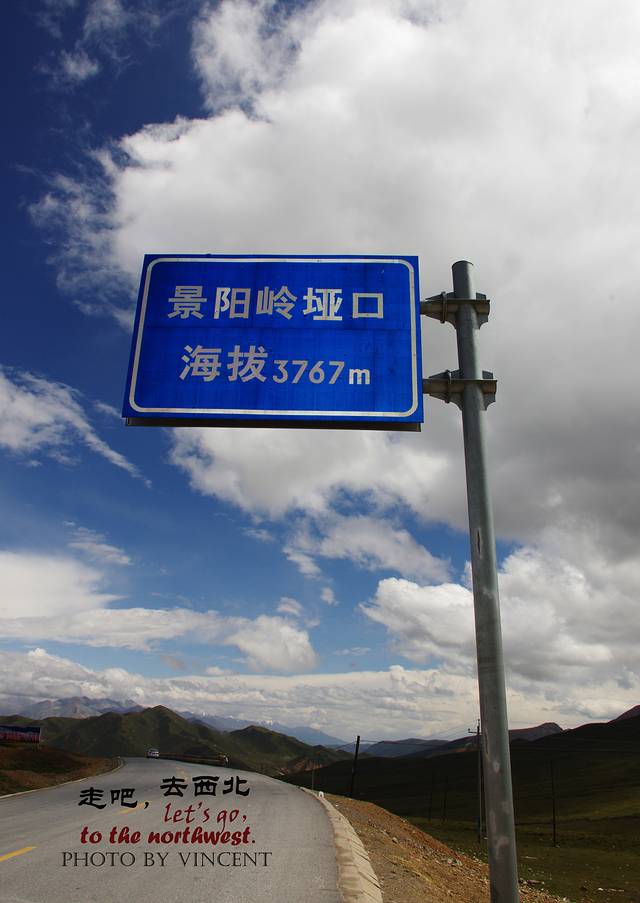 景阳岭垭口
海拔3767m
走吧,去西北
let's go,
to the northwest.
PHOTO BY VINCENT